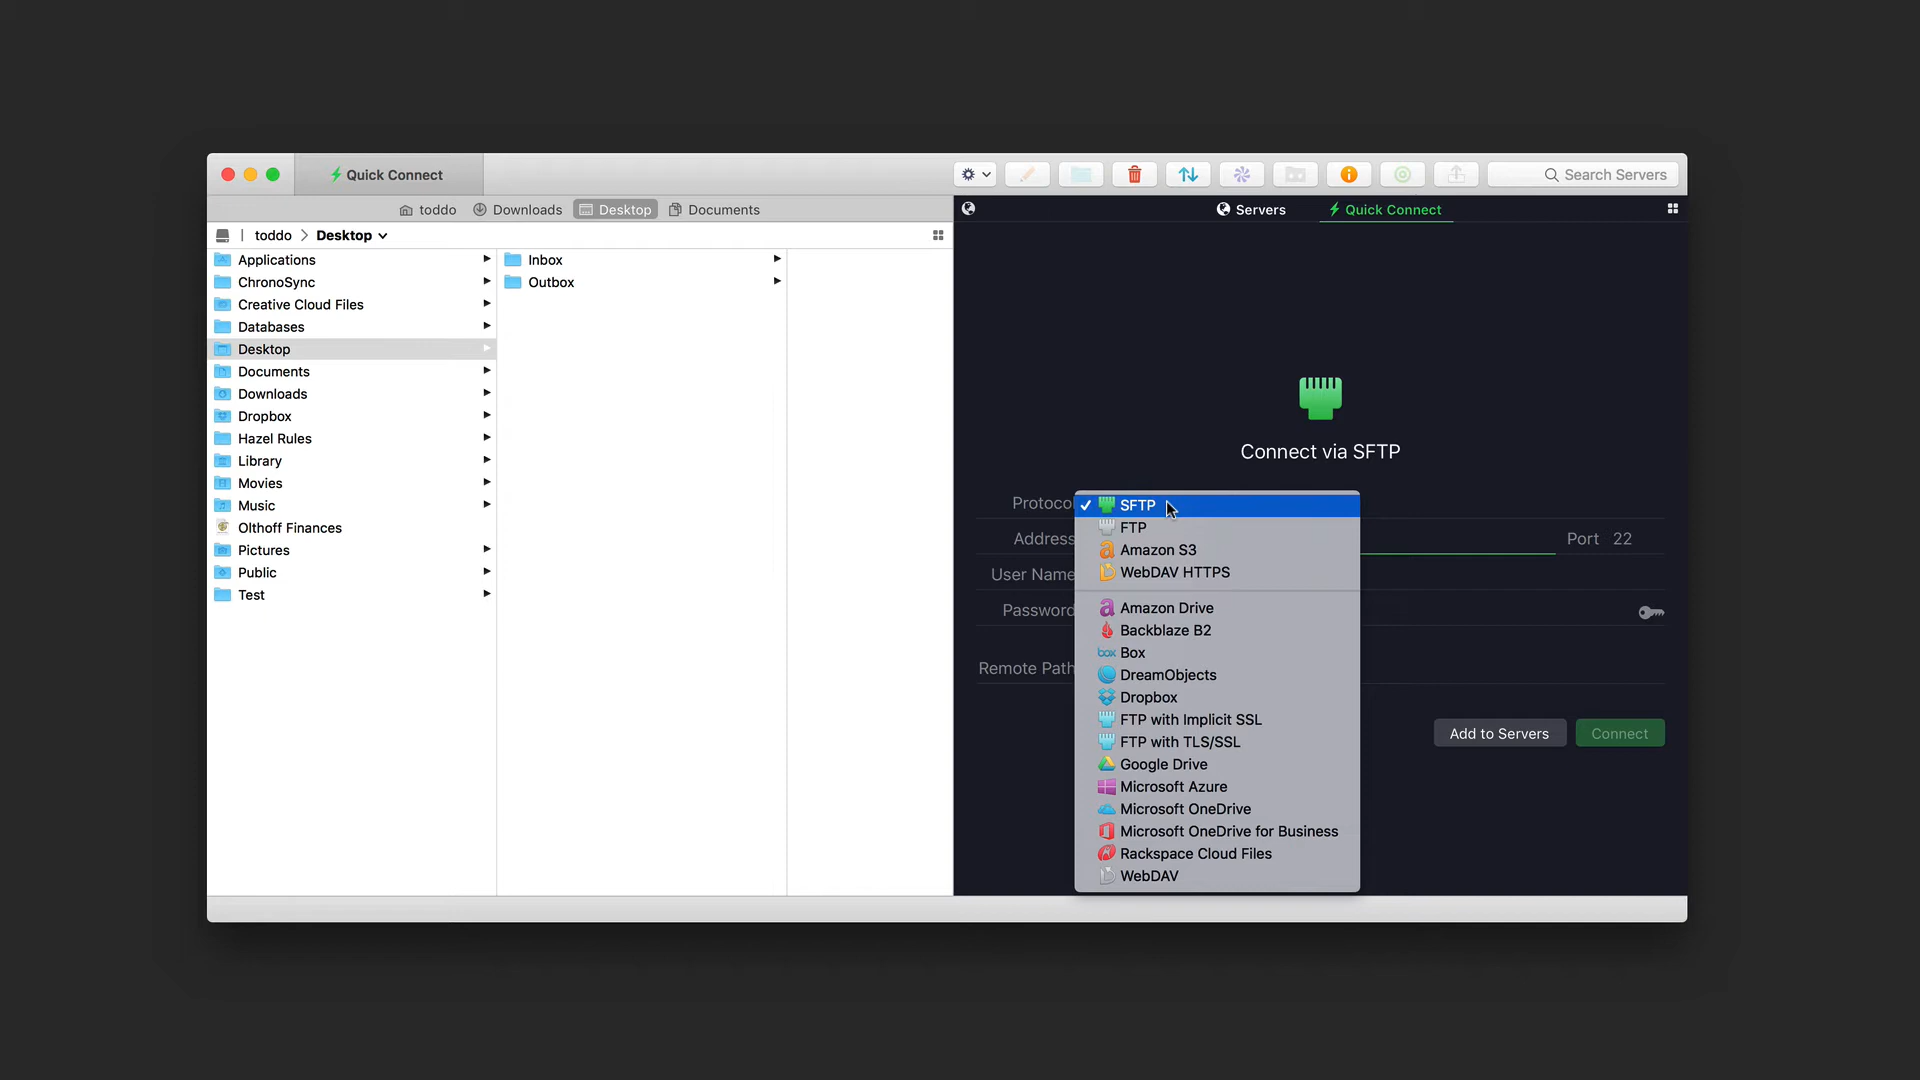 Quick Connect
Search Servers
toddo
Downloads
Desktop
Documents
Servers
Quick Connect
toddo
Desktop
Applications
ChronoSync
Creative Cloud Files
Databases
Desktop
Documents
Downloads
Dropbox
Hazel Rules
Library
Movies
Music
Olthoff Finances
Pictures
Public
Test
Inbox
Outbox
Connect via SFTP
Protocol
Address
Port 22
User Name
Password
Remote Path
SFTP
FTP
Amazon S3
WebDAV HTTPS
Amazon Drive
Backblaze B2
box Box
DreamObjects
Dropbox
FTP with Implicit SSL
FTP with TLS/SSL
Google Drive
Microsoft Azure
Microsoft OneDrive
Microsoft OneDrive for Business
Rackspace Cloud Files
WebDAV
Add to Servers
Connect